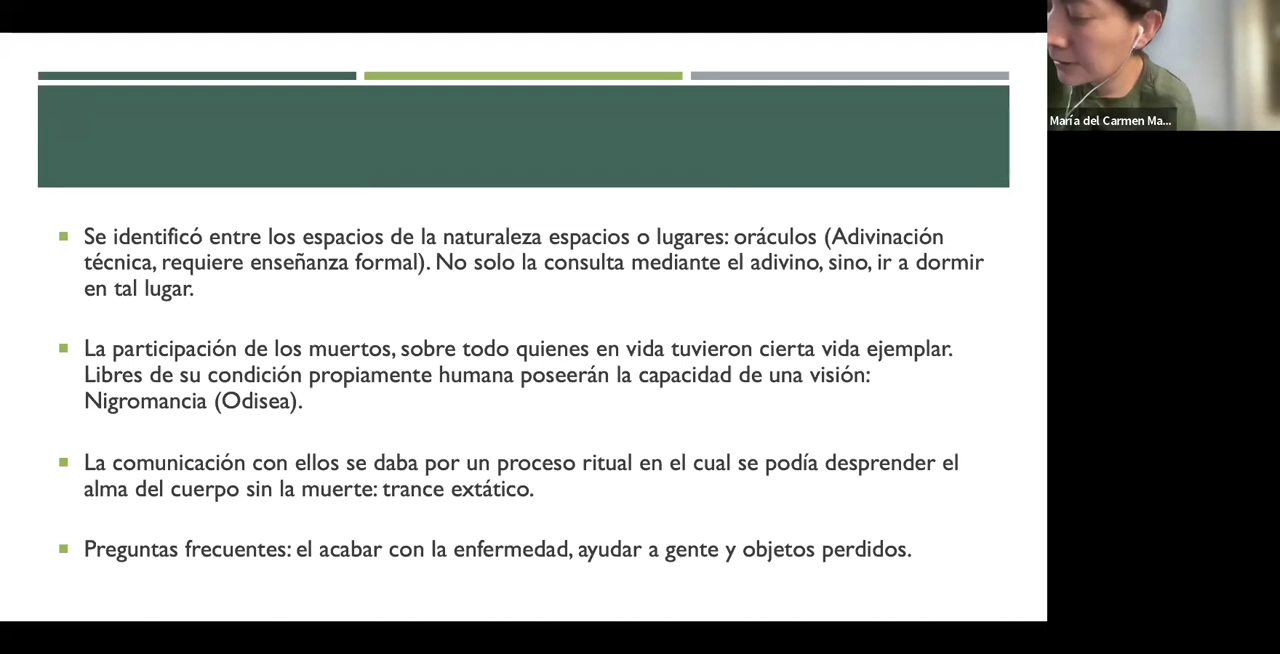 Se identificó entre los espacios de la naturaleza espacios o lugares: oráculos (Adivinación
técnica, requiere enseñanza formal). No solo la consulta mediante el adivino, sino, ir a dormir
en tal lugar.
La participación de los muertos, sobre todo quienes en vida tuvieron cierta vida ejemplar.
Libres de su condición propiamente humana poseerán la capacidad de una visión:
Nigromancia (Odisea).
La comunicación con ellos se daba por un proceso ritual en el cual se podía desprender el
alma del cuerpo sin la muerte: trance extático.
Preguntas frecuentes: el acabar con la enfermedad, ayudar a gente y objetos perdidos.
María del Carmen Ma...